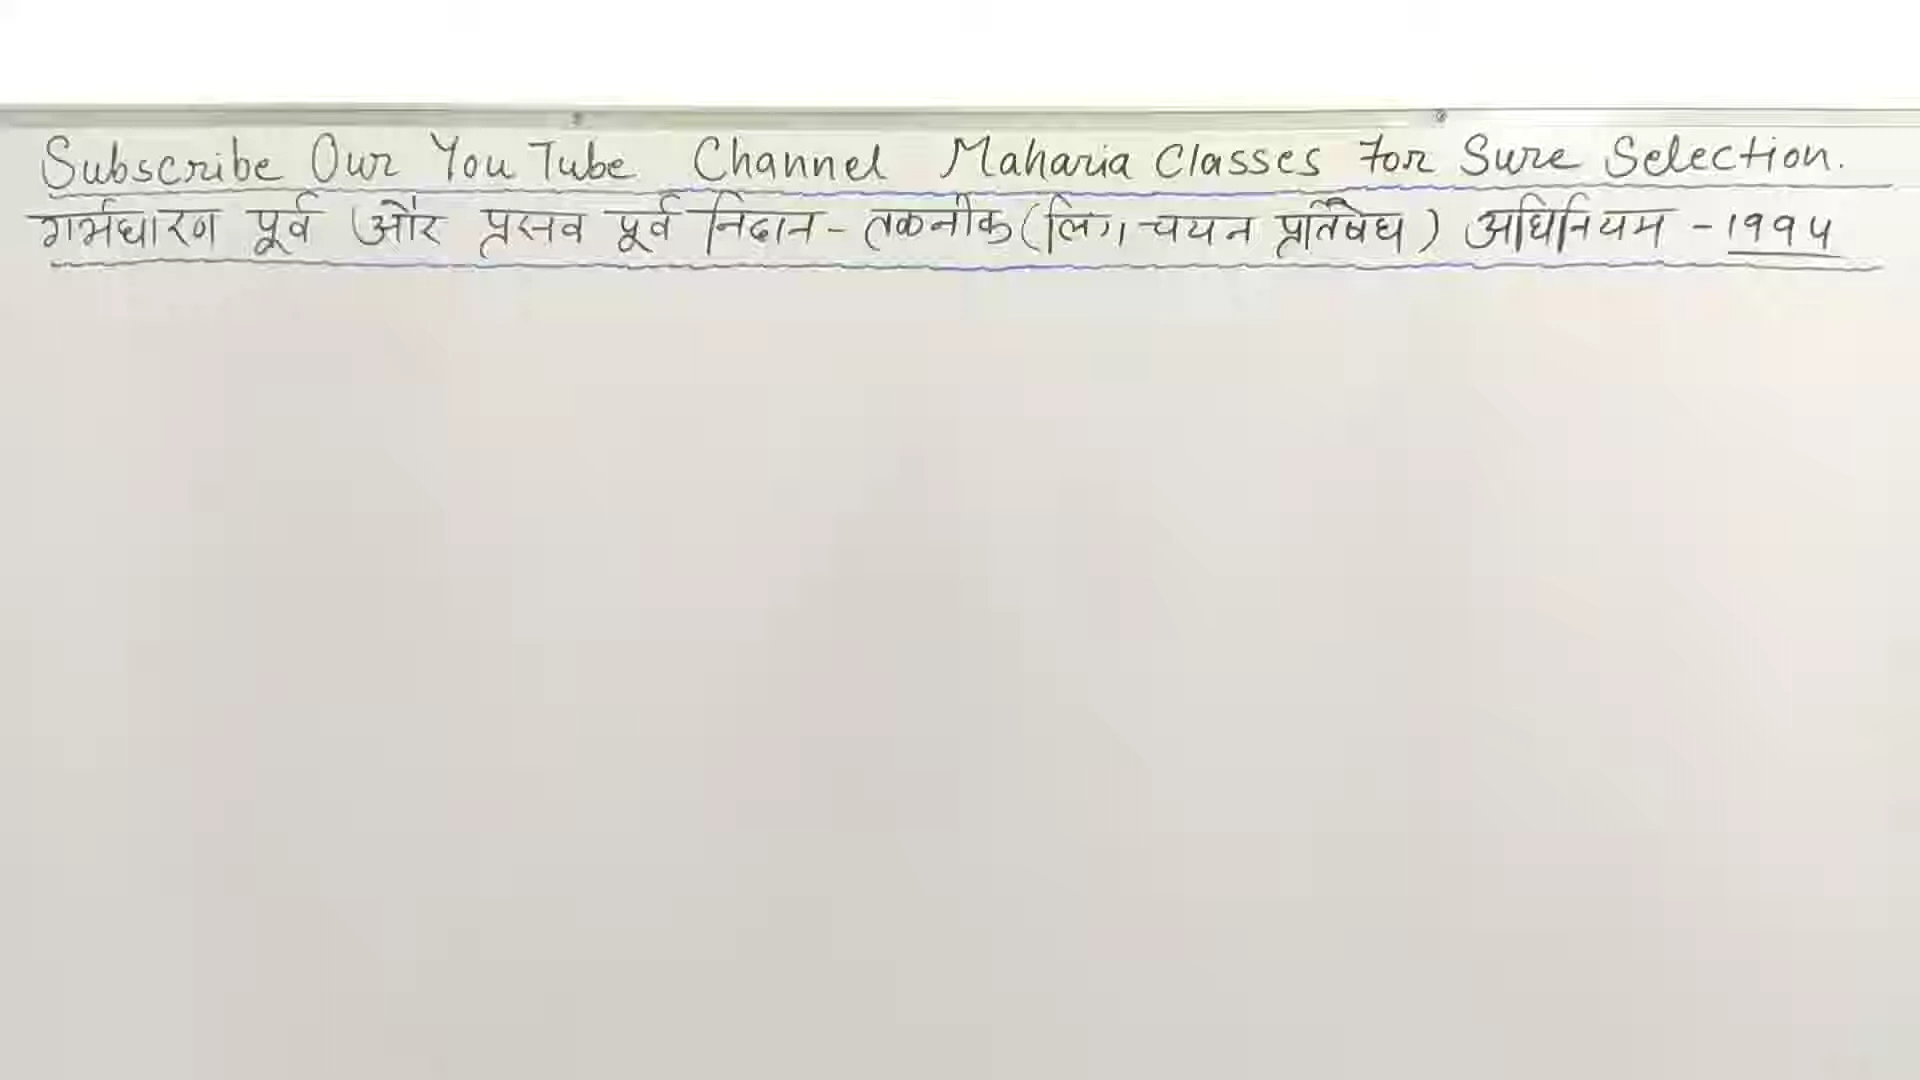 Subscribe Our You Tube Channel Maharia Classes For Sure Selection.
गर्भधारण पूर्व और प्रसव पूर्व निदान - तकनीक (लिंग चयन प्रतिषेध) अधिनियम - 1994